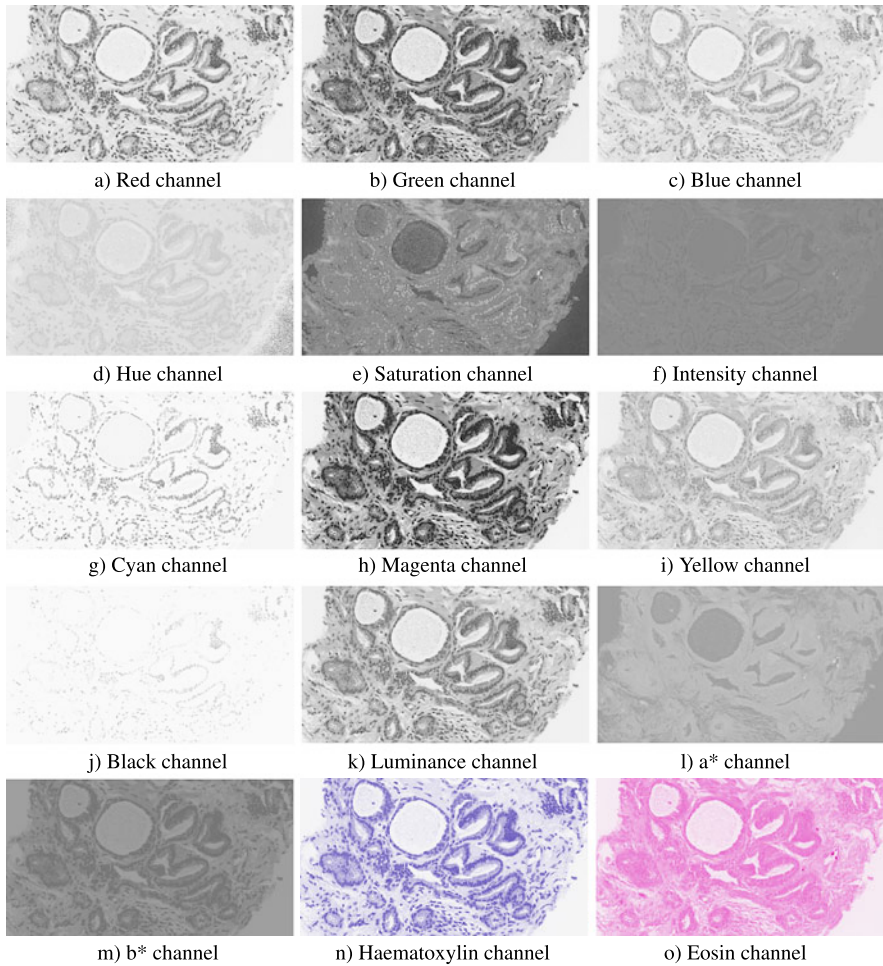 a) Red channel
b) Green channel
c) Blue channel
d) Hue channel
e) Saturation channel
f) Intensity channel
g) Cyan channel
h) Magenta channel
i) Yellow channel
j) Black channel
k) Luminance channel
l) a* channel
m) b* channel
n) Haematoxylin channel
o) Eosin channel